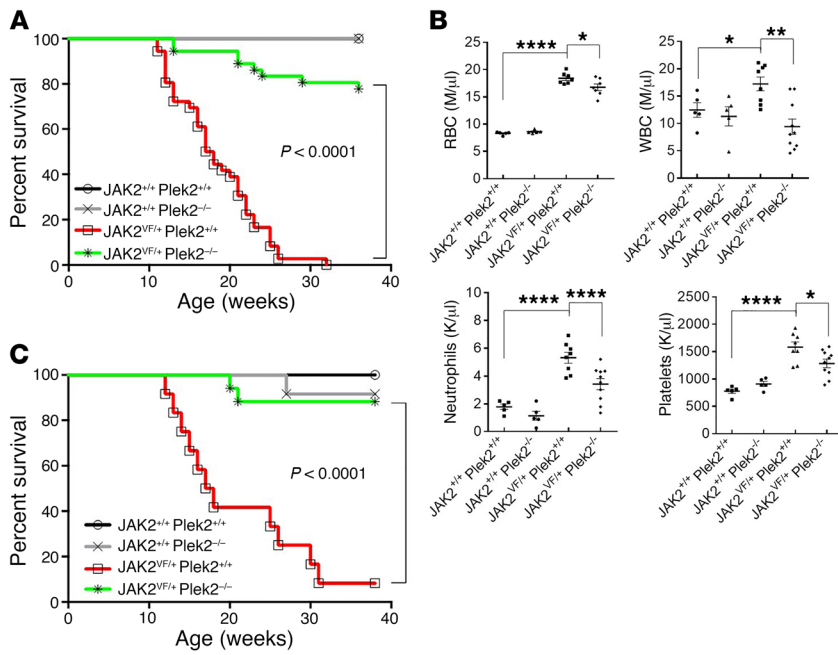 A
100
80
60
40
20
0
Percent survival
P < 0.0001
JAK2+/+ Plek2+/+
JAK2+/+ Plek2−/−
JAK2VF/+ Plek2+/+
JAK2VF/+ Plek2−/−
0 10 20 30 40
Age (weeks)
B
**** *
25
20
15
10
5
0
RBC (M/µl)
JAK2+/+ Plek2+/+
JAK2+/+ Plek2-/-
JAK2VF/+ Plek2+/+
JAK2VF/+ Plek2-/-
* **
25
20
15
10
5
0
WBC (M/µl)
JAK2+/+ Plek2+/+
JAK2+/+ Plek2-/-
JAK2VF/+ Plek2+/+
JAK2VF/+ Plek2-/-
**** ****
10
8
6
4
2
0
Neutrophils (K/µl)
JAK2+/+ Plek2+/+
JAK2+/+ Plek2-/-
JAK2VF/+ Plek2+/+
JAK2VF/+ Plek2-/-
**** *
2500
2000
1500
1000
500
0
Platelets (K/µl)
JAK2+/+ Plek2+/+
JAK2+/+ Plek2-/-
JAK2VF/+ Plek2+/+
JAK2VF/+ Plek2-/-
C
100
80
60
40
20
0
Percent survival
P < 0.0001
JAK2+/+ Plek2+/+
JAK2+/+ Plek2−/−
JAK2VF/+ Plek2+/+
JAK2VF/+ Plek2−/−
0 10 20 30 40
Age (weeks)